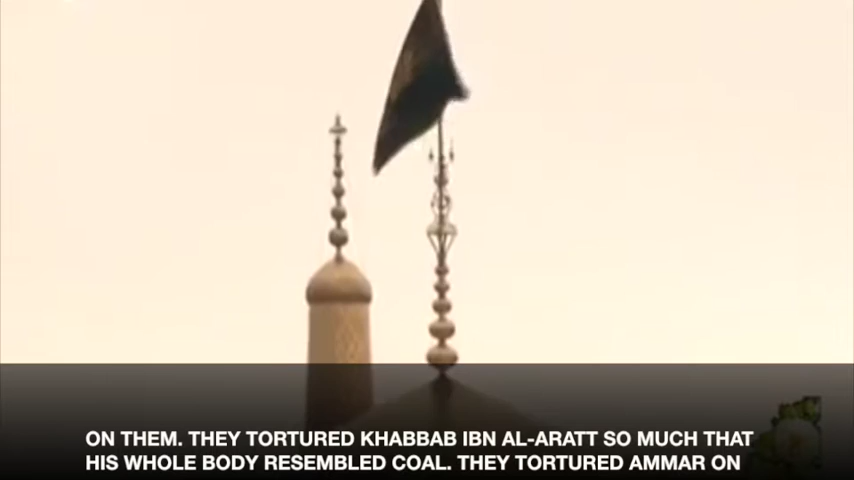 ON THEM. THEY TORTURED KHABBAB IBN AL-ARATT SO MUCH THAT
HIS WHOLE BODY RESEMBLED COAL. THEY TORTURED AMMAR ON